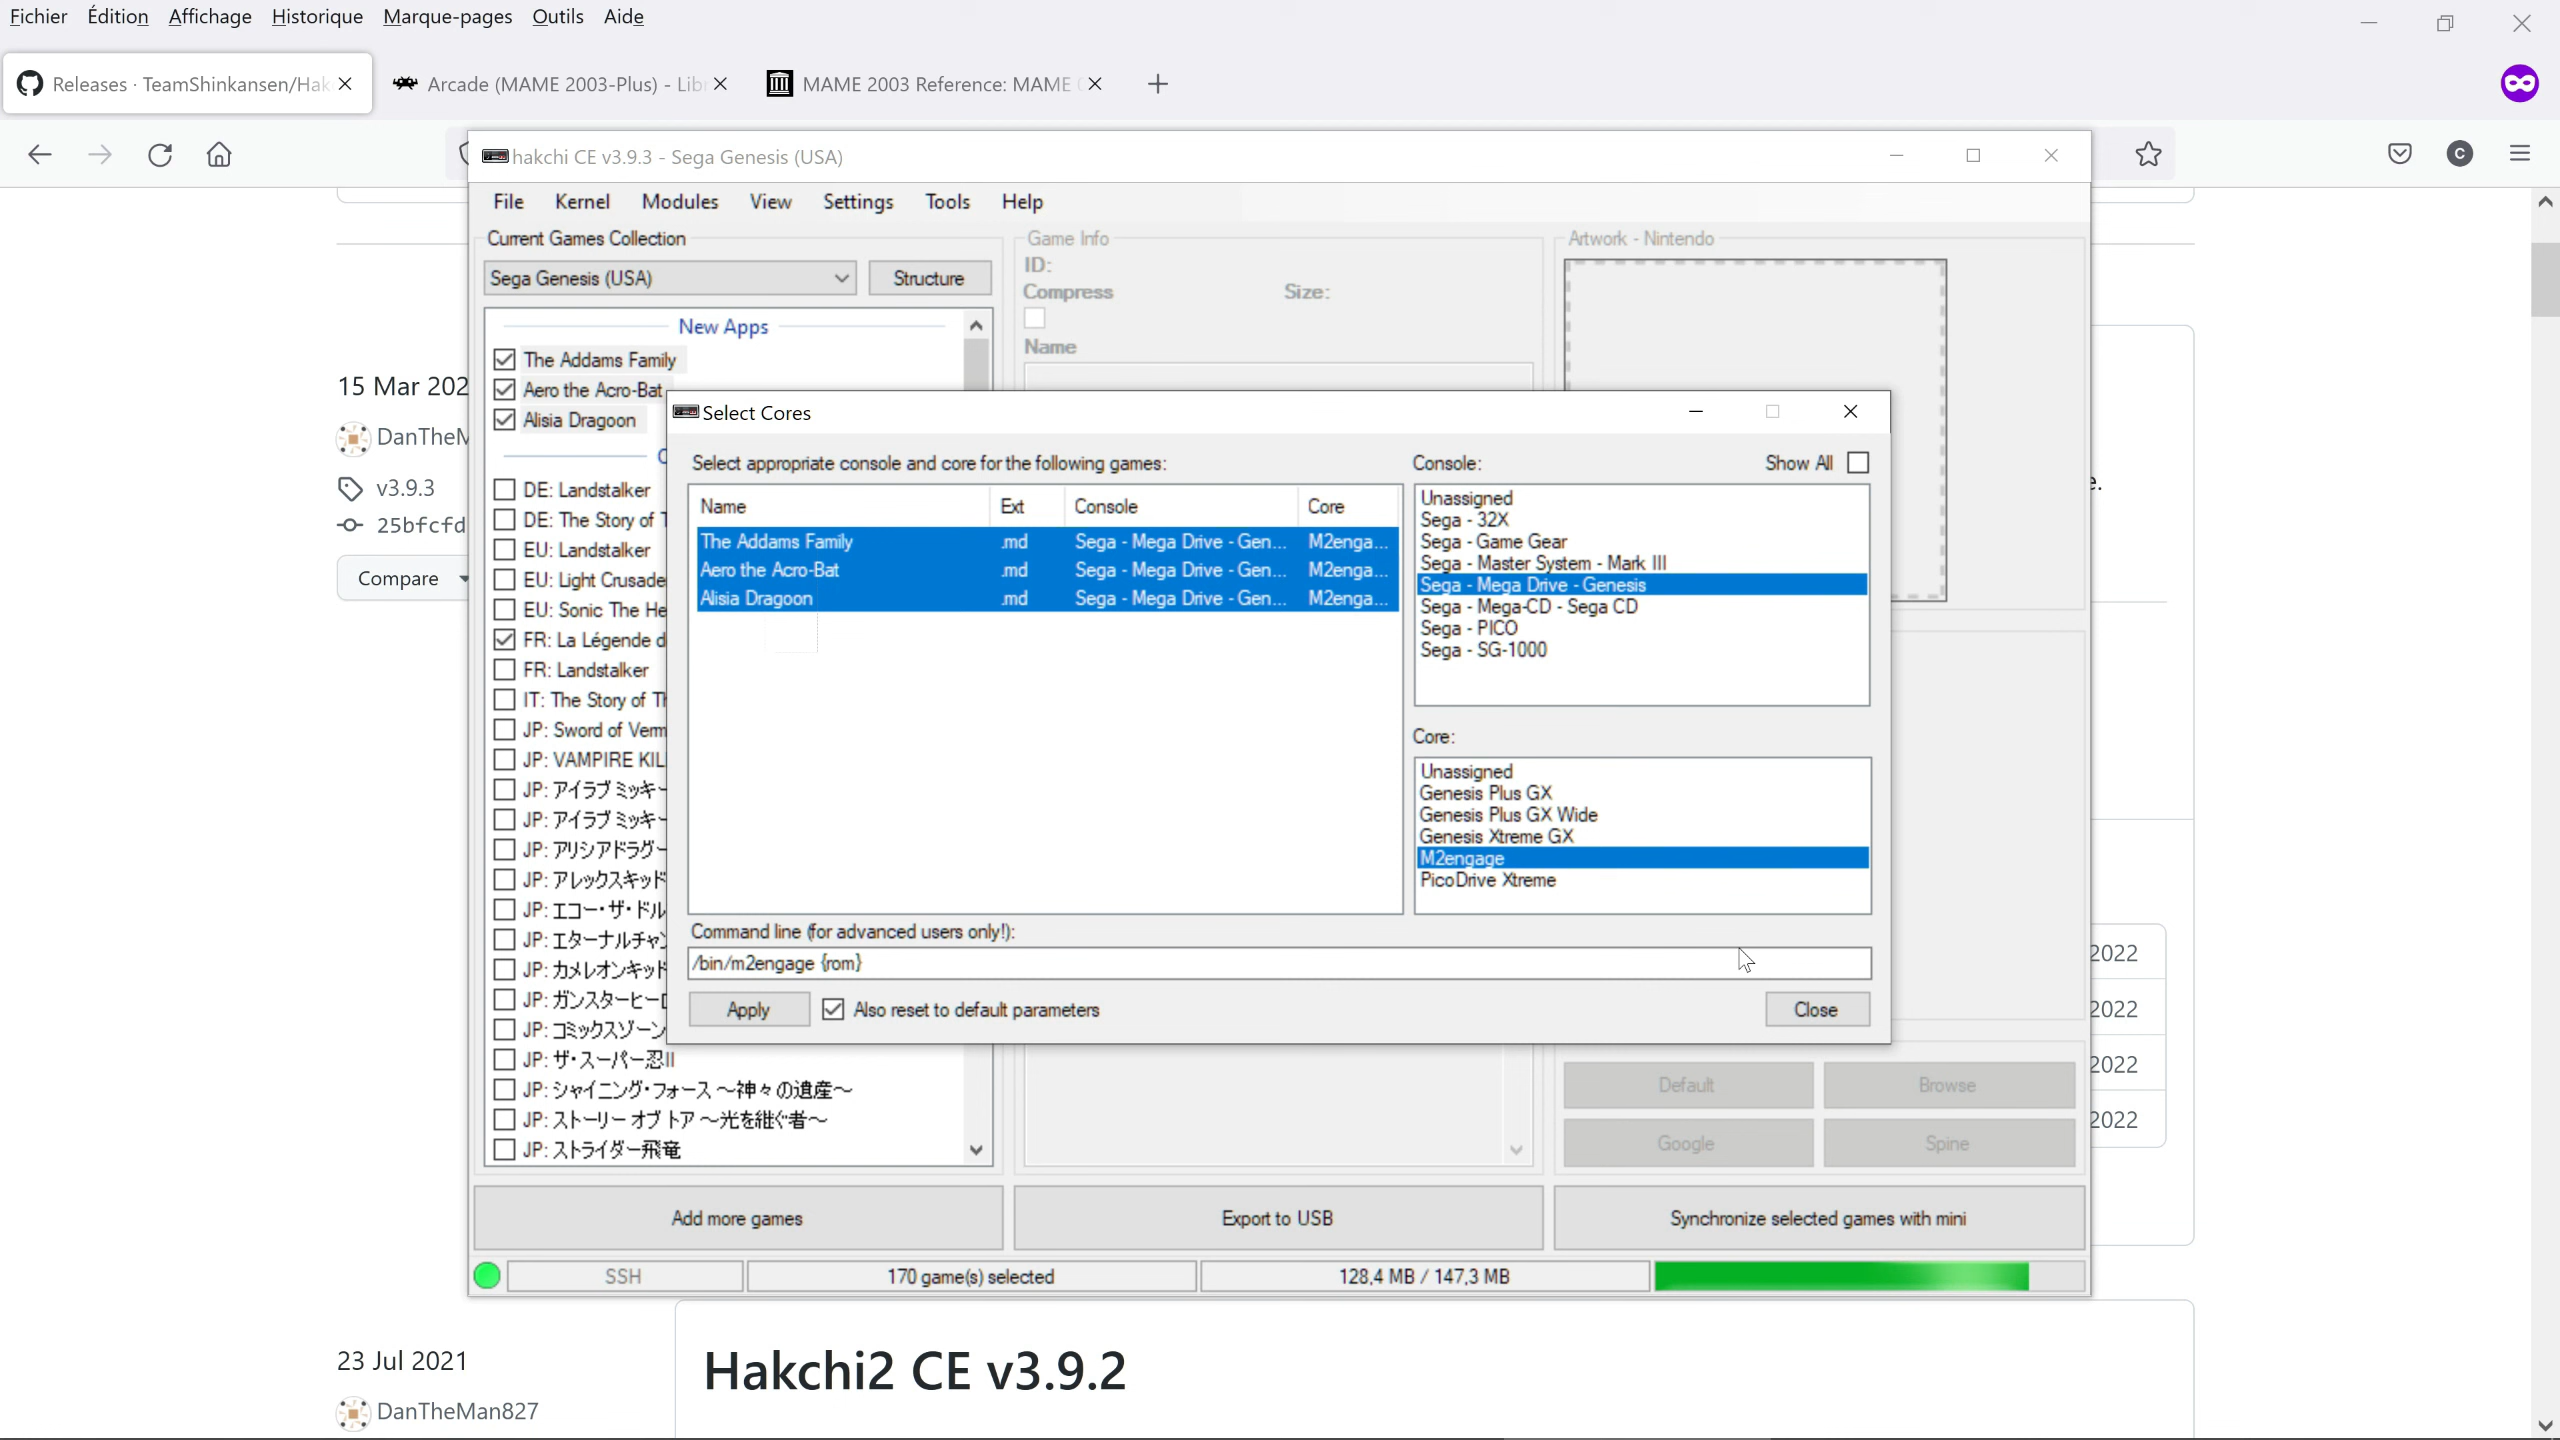 Fichier Édition Affichage Historique Marque-pages Outils Aide
Releases · TeamShinkansen/Hak
Arcade (MAME 2003-Plus) - Libr
MAME 2003 Reference: MAME
C
hakchi CE v3.9.3 - Sega Genesis (USA)
File Kernel Modules View Settings Tools Help
Current Games Collection
Sega Genesis (USA)
Structure
New Apps
The Addams Family
Aero the Acro-Bat
Alisia Dragoon
DE: Landstalker
DE: The Story of
EU: Landstalker
EU: Light Crusade
EU: Sonic The He
FR: La Légende d
FR: Landstalker
IT: The Story of
JP: Sword of Verm
JP: VAMPIRE KIL
JP: アイラブミッキー
JP: アイラブミッキー
JP: アリシアドラグー
JP: アレックスキッド
JP: エコー・ザ・ドル
JP: エターナルチャン
JP: カメレオンキッド
JP: ガンスターヒーロ
JP: コミックスゾーン
JP: ザ・スーパー忍II
JP: シャイニング・フォース ～神々の遺産～
JP: ストーリー オブ トア ～光を継ぐ者～
JP: ストライダー飛竜
Game Info
ID:
Compress
Size:
Name
Artwork - Nintendo
Select Cores
Select appropriate console and core for the following games:
Name Ext Console Core
The Addams Family .md Sega - Mega Drive - Gen... M2enga...
Aero the Acro-Bat .md Sega - Mega Drive - Gen... M2enga...
Alisia Dragoon .md Sega - Mega Drive - Gen... M2enga...
Console:
Show All
Unassigned
Sega - 32X
Sega - Game Gear
Sega - Master System - Mark III
Sega - Mega Drive - Genesis
Sega - Mega-CD - Sega CD
Sega - PICO
Sega - SG-1000
Core:
Unassigned
Genesis Plus GX
Genesis Plus GX Wide
Genesis Xtreme GX
M2engage
PicoDrive Xtreme
Command line (for advanced users only!):
/bin/m2engage {rom}
Apply
Also reset to default parameters
Close
Default
Browse
Google
Spine
Add more games
Export to USB
Synchronize selected games with mini
SSH
170 game(s) selected
128,4 MB / 147,3 MB
15 Mar 202
DanTheM
v3.9.3
25bfcfd
Compare
e.
2022
2022
2022
2022
23 Jul 2021
DanTheMan827
Hakchi2 CE v3.9.2